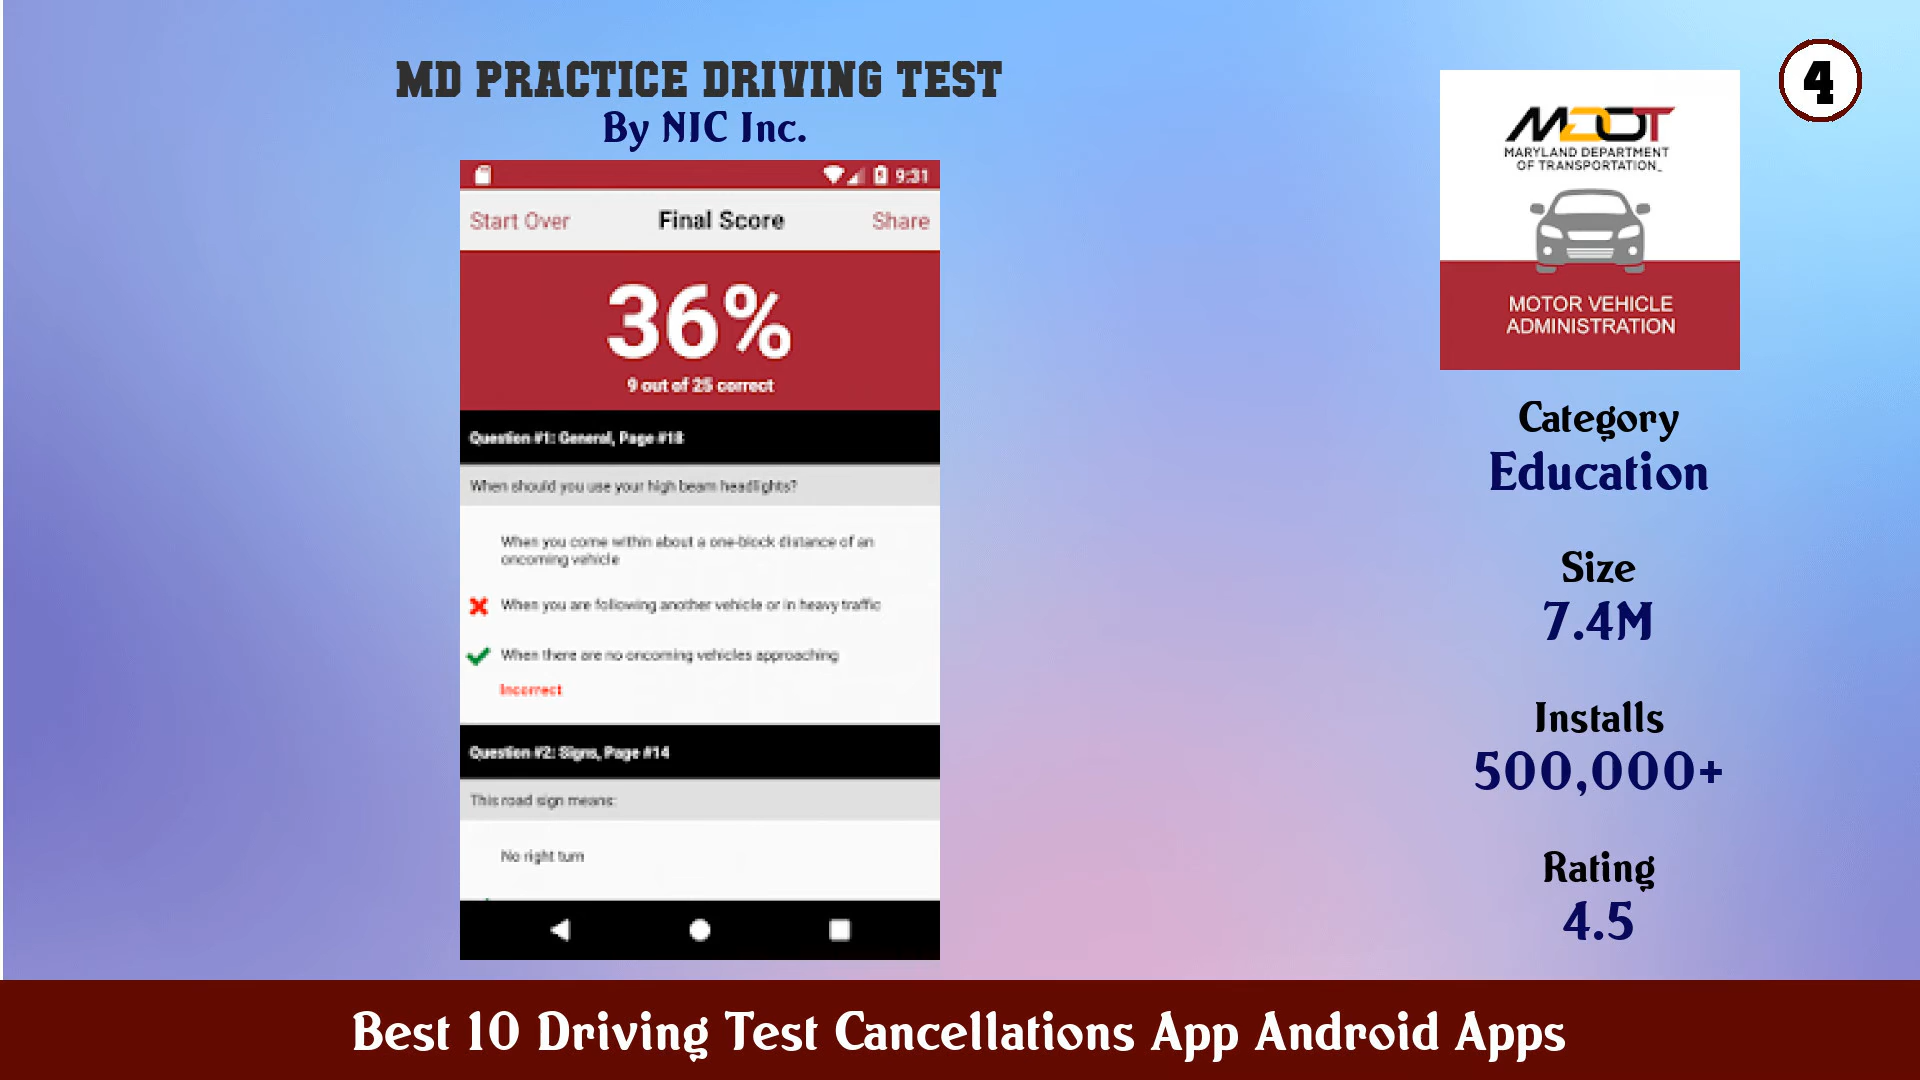 MD PRACTICE DRIVING TEST
By NIC Inc.
9:31
Start Over
Final Score
Share
36%
9 out of 25 correct
Question #1: General, Page #18
When should you use your high beam headlights?
When you come within about a one-block distance of an
oncoming vehicle
When you are following another vehicle or in heavy traffic
When there are no oncoming vehicles approaching
Incorrect
Question #2: Signs, Page #14
This road sign means:
No right turn
4
MDOT
MARYLAND DEPARTMENT
OF TRANSPORTATION
MOTOR VEHICLE
ADMINISTRATION
Category
Education
Size
7.4M
Installs
500,000+
Rating
4.5
Best 10 Driving Test Cancellations App Android Apps